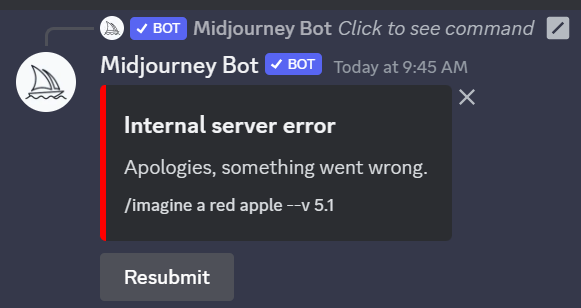 ✓ BOT Midjourney Bot Click to see command
Midjourney Bot ✓ BOT Today at 9:45 AM
Internal server error
Apologies, something went wrong.
/imagine a red apple --v 5.1
Resubmit